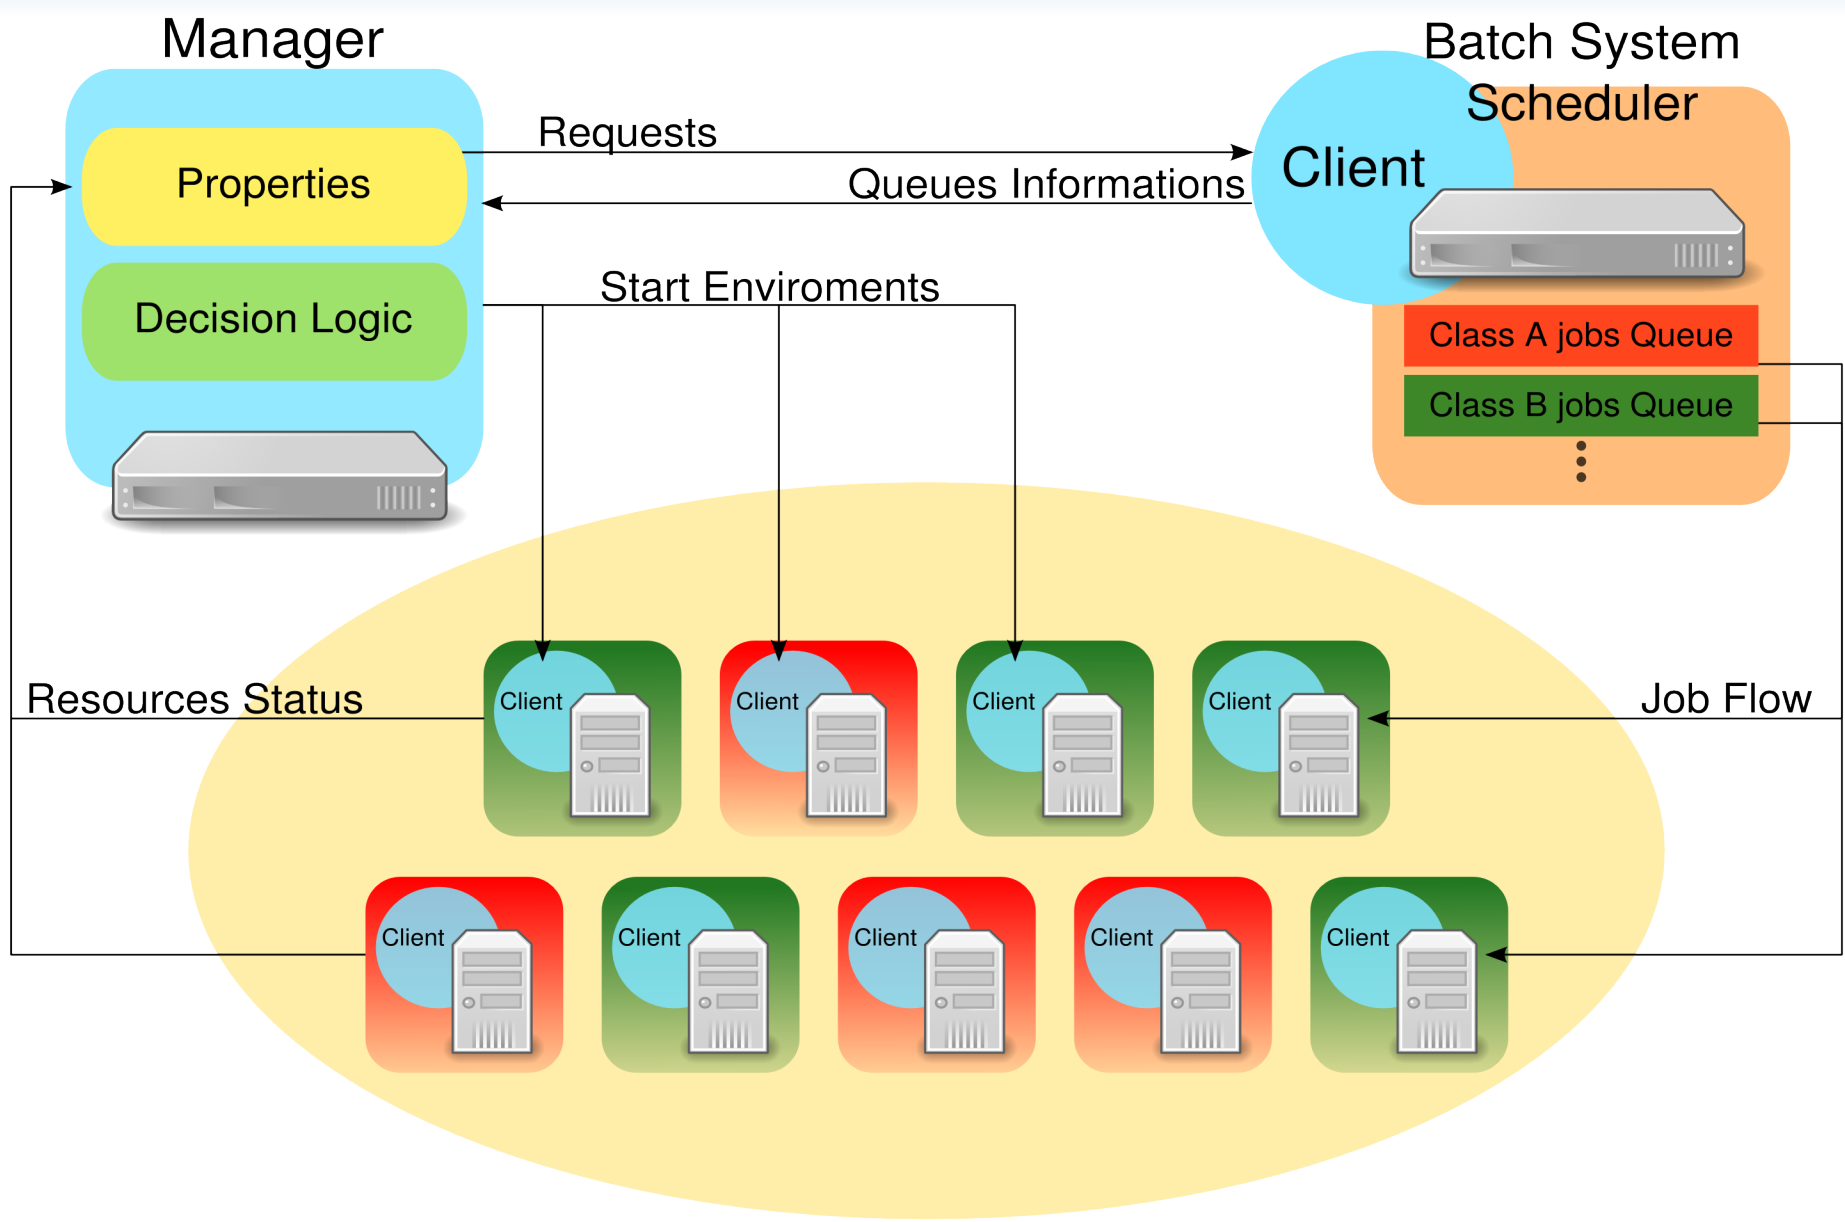 Manager
Batch System
Scheduler
Requests
Client
Properties
Queues Informations
Start Enviroments
Decision Logic
Class A jobs Queue
Class B jobs Queue
Resources Status
Client
Client
Client
Client
Job Flow
Client
Client
Client
Client
Client